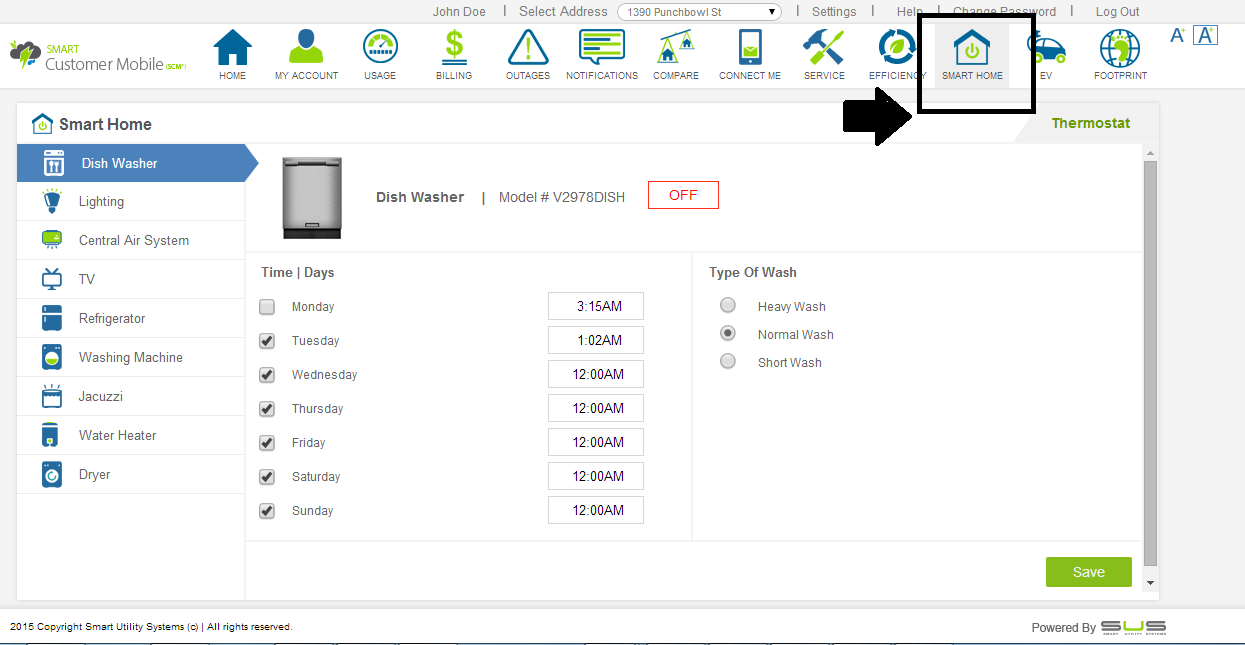 John Doe | Select Address 1390 Punchbowl St | Settings | Help | Change Password | Log Out
SMART
Customer Mobile (SCM®)
HOME MY ACCOUNT USAGE BILLING OUTAGES NOTIFICATIONS COMPARE CONNECT ME SERVICE EFFICIENCY SMART HOME EV FOOTPRINT
A+ A+
Smart Home
Thermostat
Dish Washer
Lighting
Central Air System
TV
Refrigerator
Washing Machine
Jacuzzi
Water Heater
Dryer
Dish Washer | Model # V2978DISH OFF
Time | Days
Monday 3:15AM
Tuesday 1:02AM
Wednesday 12:00AM
Thursday 12:00AM
Friday 12:00AM
Saturday 12:00AM
Sunday 12:00AM
Type Of Wash
Heavy Wash
Normal Wash
Short Wash
Save
2015 Copyright Smart Utility Systems (c) | All rights reserved.
Powered By SUS
SMART UTILITY SYSTEMS